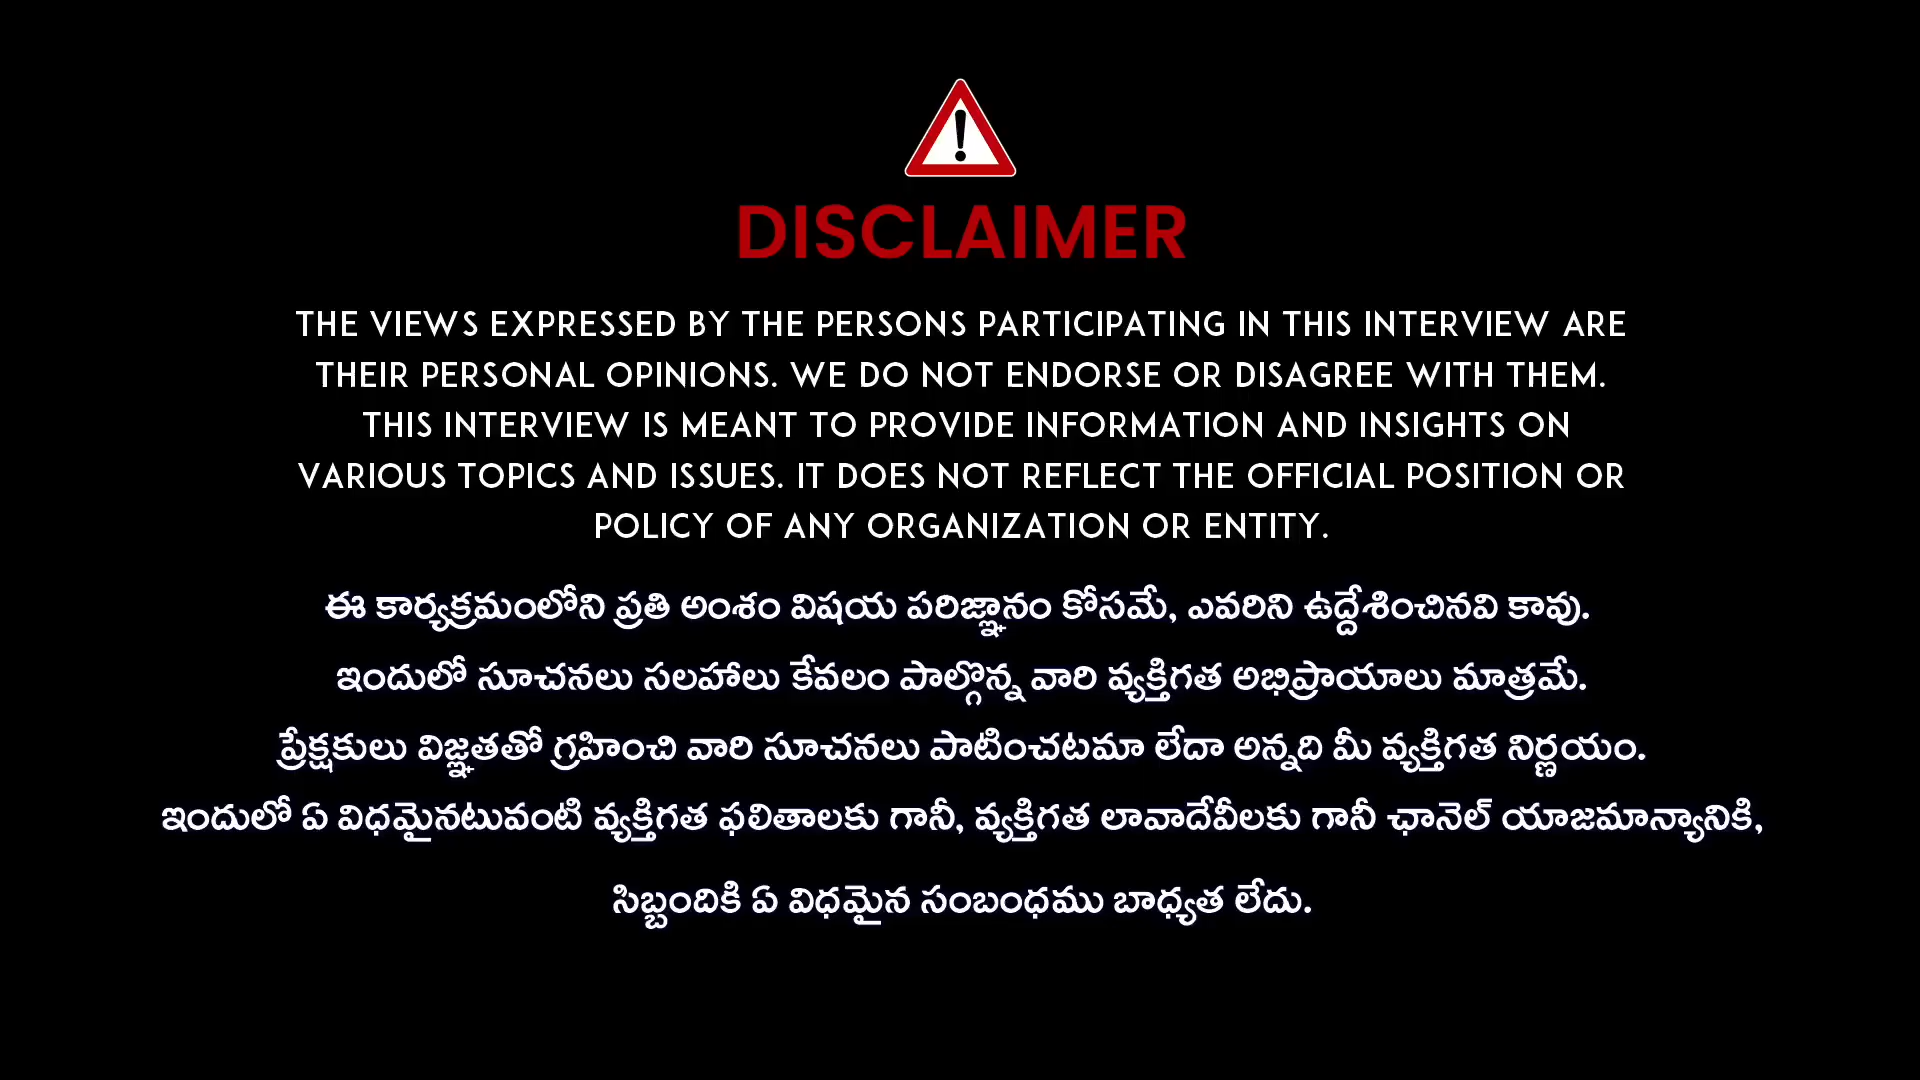 DISCLAIMER
THE VIEWS EXPRESSED BY THE PERSONS PARTICIPATING IN THIS INTERVIEW ARE
THEIR PERSONAL OPINIONS. WE DO NOT ENDORSE OR DISAGREE WITH THEM.
THIS INTERVIEW IS MEANT TO PROVIDE INFORMATION AND INSIGHTS ON
VARIOUS TOPICS AND ISSUES. IT DOES NOT REFLECT THE OFFICIAL POSITION OR
POLICY OF ANY ORGANIZATION OR ENTITY.
ఈ కార్యక్రమంలోని ప్రతి అంశం విషయ పరిజ్ఞానం కోసమే, ఎవరిని ఉద్దేశించినవి కావు.
ఇందులో సూచనలు సలహాలు కేవలం పాల్గొన్న వారి వ్యక్తిగత అభిప్రాయాలు మాత్రమే.
ప్రేక్షకులు విజ్ఞతతో గ్రహించి వారి సూచనలు పాటించటమా లేదా అన్నది మీ వ్యక్తిగత నిర్ణయం.
ఇందులో ఏ విధమైనటువంటి వ్యక్తిగత ఫలితాలకు గానీ, వ్యక్తిగత లావాదేవీలకు గానీ ఛానెల్ యాజమాన్యానికి,
సిబ్బందికి ఏ విధమైన సంబంధము బాధ్యత లేదు.